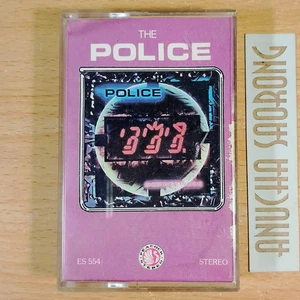 THE
POLICE
POLICE
ES 554
STEREO
ANUCHA SAORONG